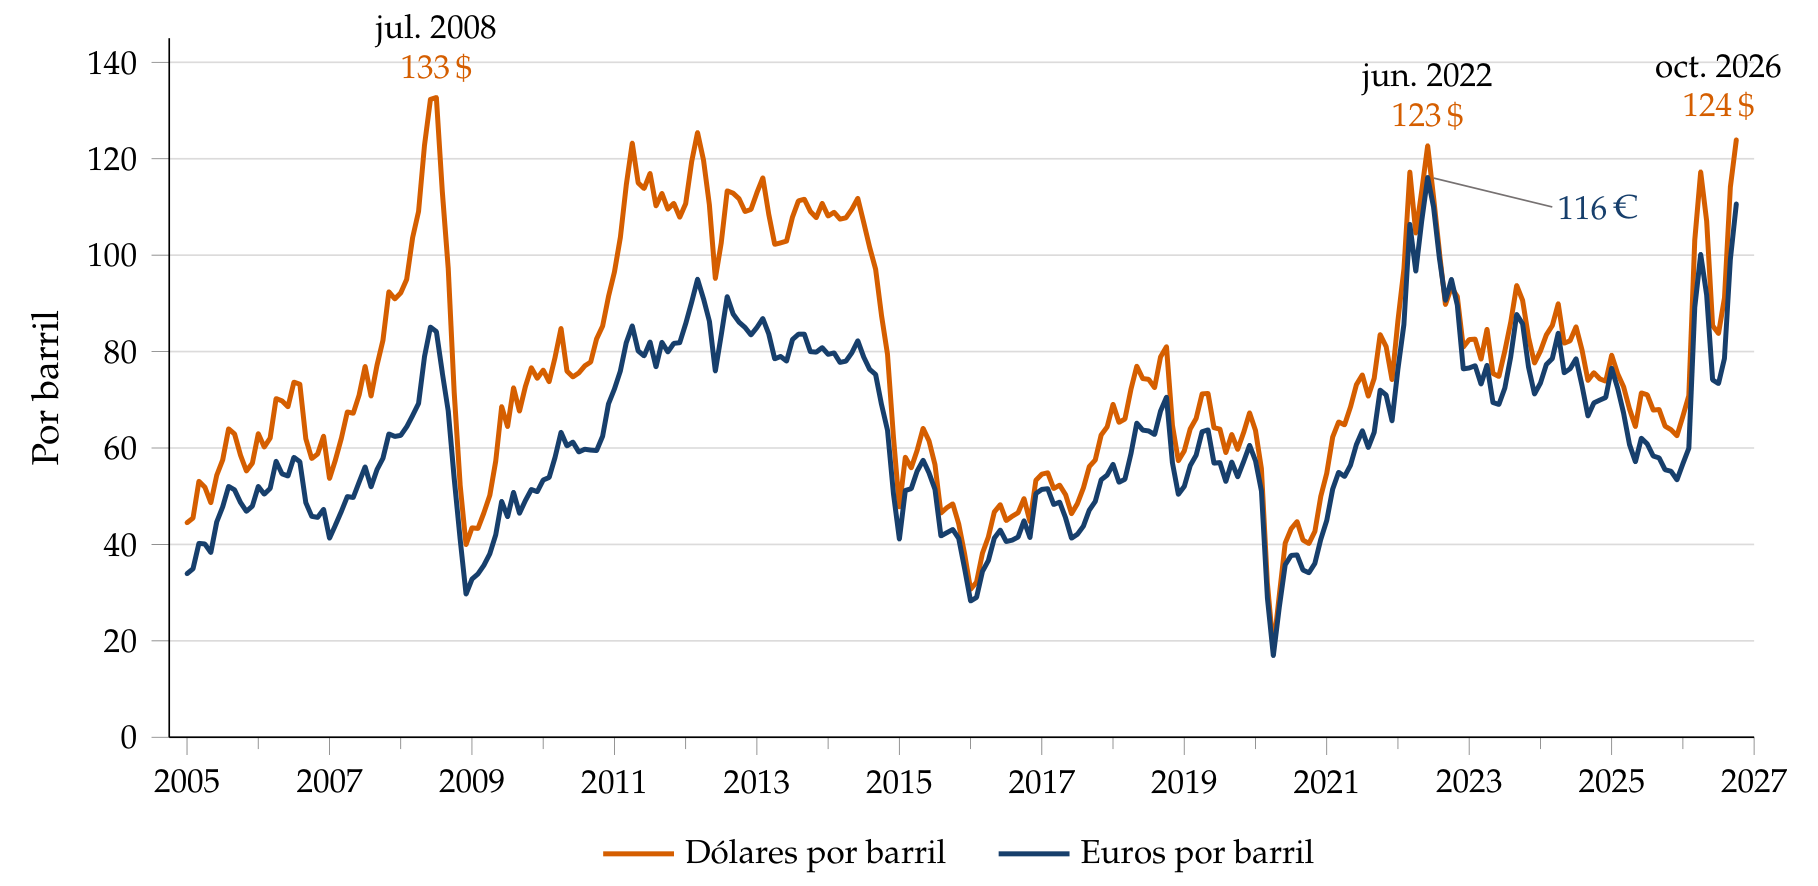 jul. 2008
133 $
jun. 2022
123 $
oct. 2026
124 $
116 €
Por barril
140
120
100
80
60
40
20
0
2005 2007 2009 2011 2013 2015 2017 2019 2021 2023 2025 2027
Dólares por barril Euros por barril